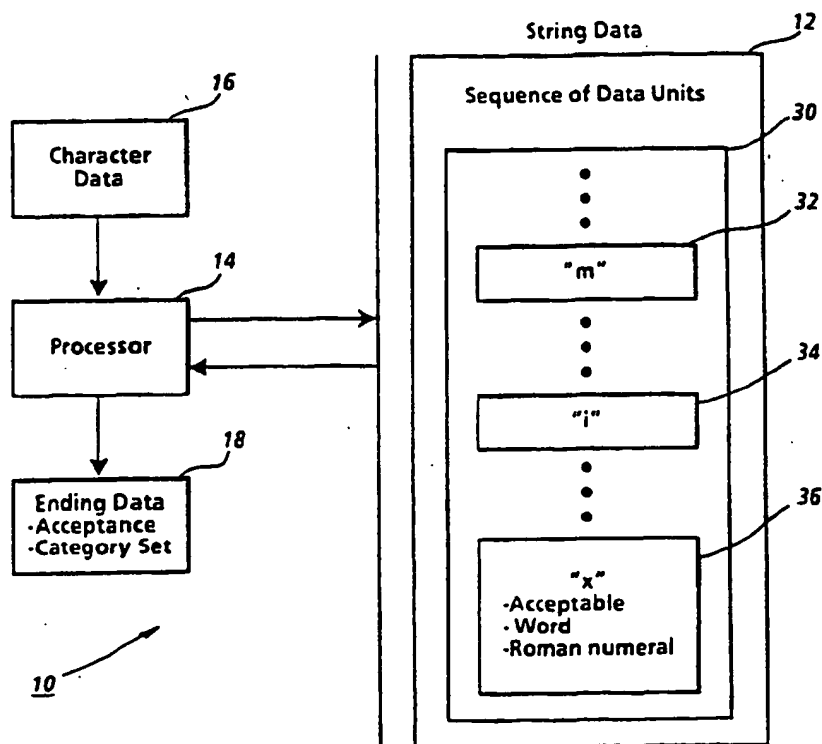 String Data
12
Sequence of Data Units
16
Character
Data
30
32
"m"
14
Processor
34
"i"
18
Ending Data
·Acceptance
·Category Set
36
"x"
·Acceptable
· Word
·Roman numeral
10